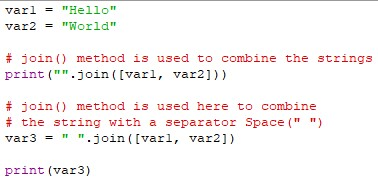 var1 = "Hello"
var2 = "World"
# join() method is used to combine the strings
print("".join([var1, var2]))
# join() method is used here to combine
# the string with a separator Space(" ")
var3 = " ".join([var1, var2])
print(var3)